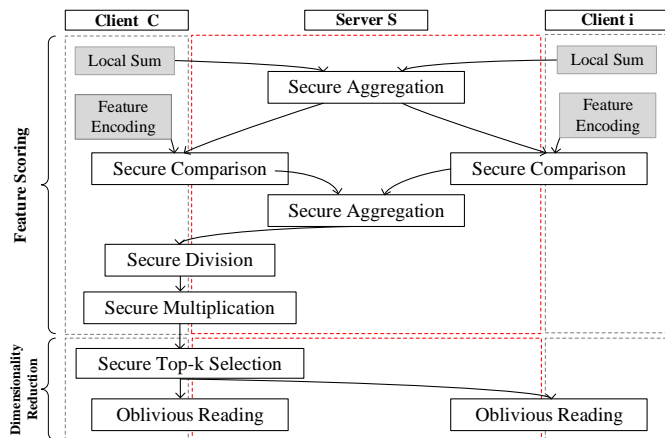 Client C
Server S
Client i
Local Sum
Local Sum
Secure Aggregation
Feature
Encoding
Feature
Encoding
Secure Comparison
Secure Comparison
Secure Aggregation
Secure Division
Secure Multiplication
Feature Scoring
Secure Top-k Selection
Oblivious Reading
Oblivious Reading
Dimensionality
Reduction